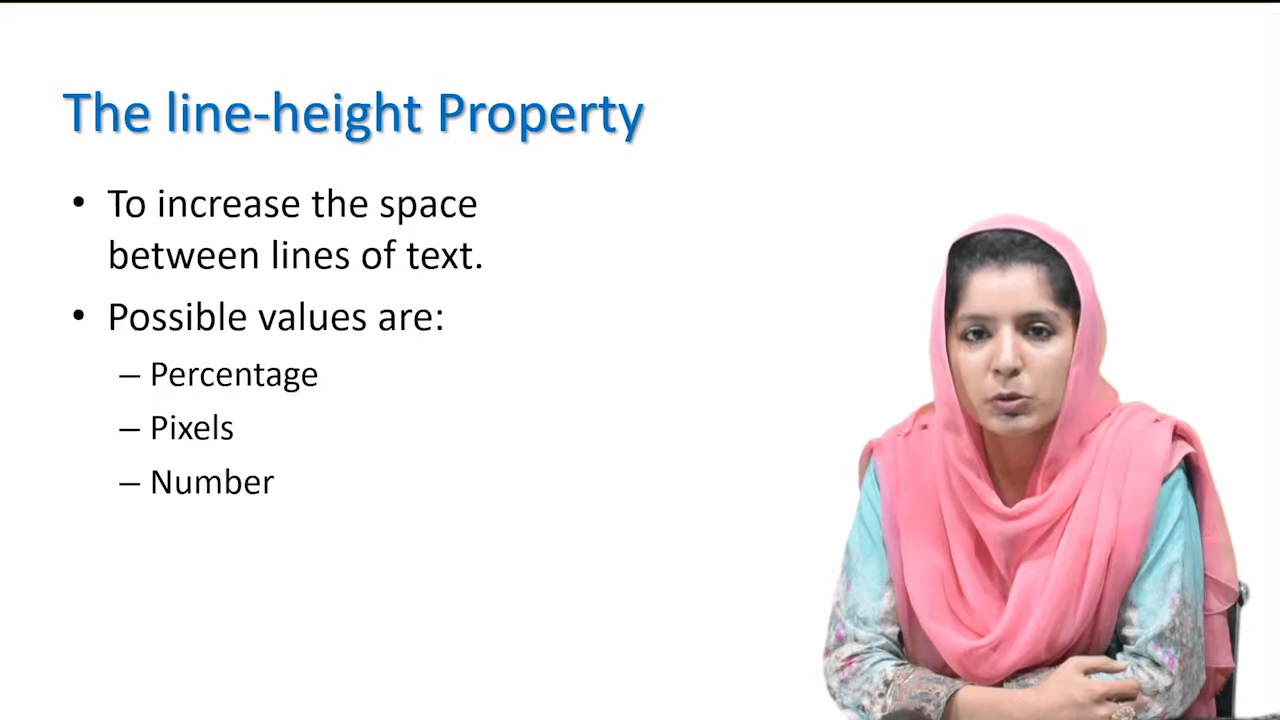 The line-height Property
• To increase the space
between lines of text.
• Possible values are:
– Percentage
– Pixels
– Number